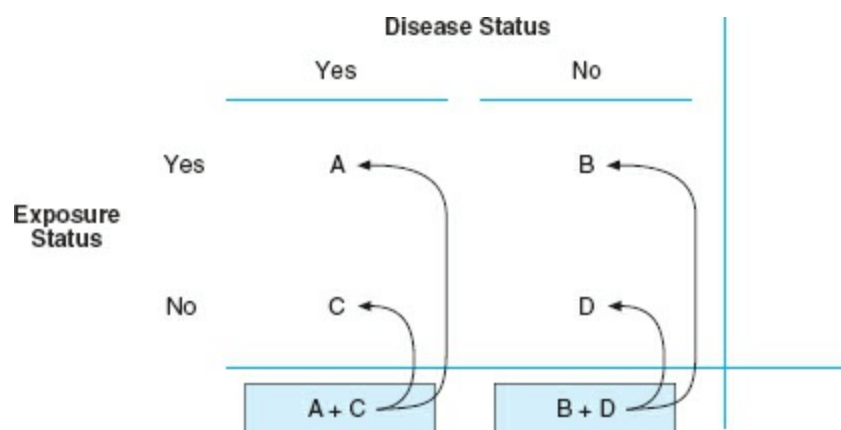 Disease Status
Yes No
Yes A B
Exposure
Status
No C D
A + C B + D